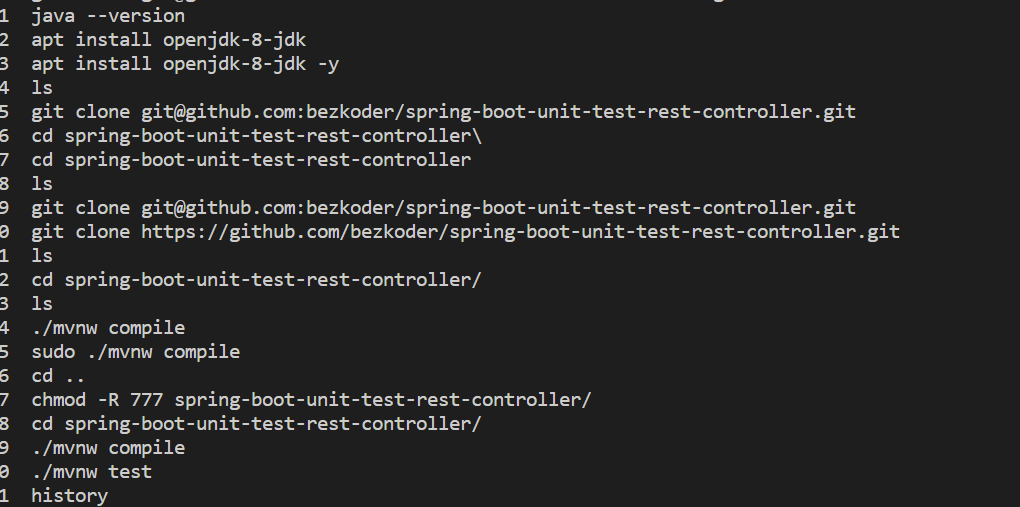 1 java --version
2 apt install openjdk-8-jdk
3 apt install openjdk-8-jdk -y
4 ls
5 git clone git@github.com:bezkoder/spring-boot-unit-test-rest-controller.git
6 cd spring-boot-unit-test-rest-controller\
7 cd spring-boot-unit-test-rest-controller
8 ls
9 git clone git@github.com:bezkoder/spring-boot-unit-test-rest-controller.git
0 git clone https://github.com/bezkoder/spring-boot-unit-test-rest-controller.git
1 ls
2 cd spring-boot-unit-test-rest-controller/
3 ls
4 ./mvnw compile
5 sudo ./mvnw compile
6 cd ..
7 chmod -R 777 spring-boot-unit-test-rest-controller/
8 cd spring-boot-unit-test-rest-controller/
9 ./mvnw compile
0 ./mvnw test
1 history